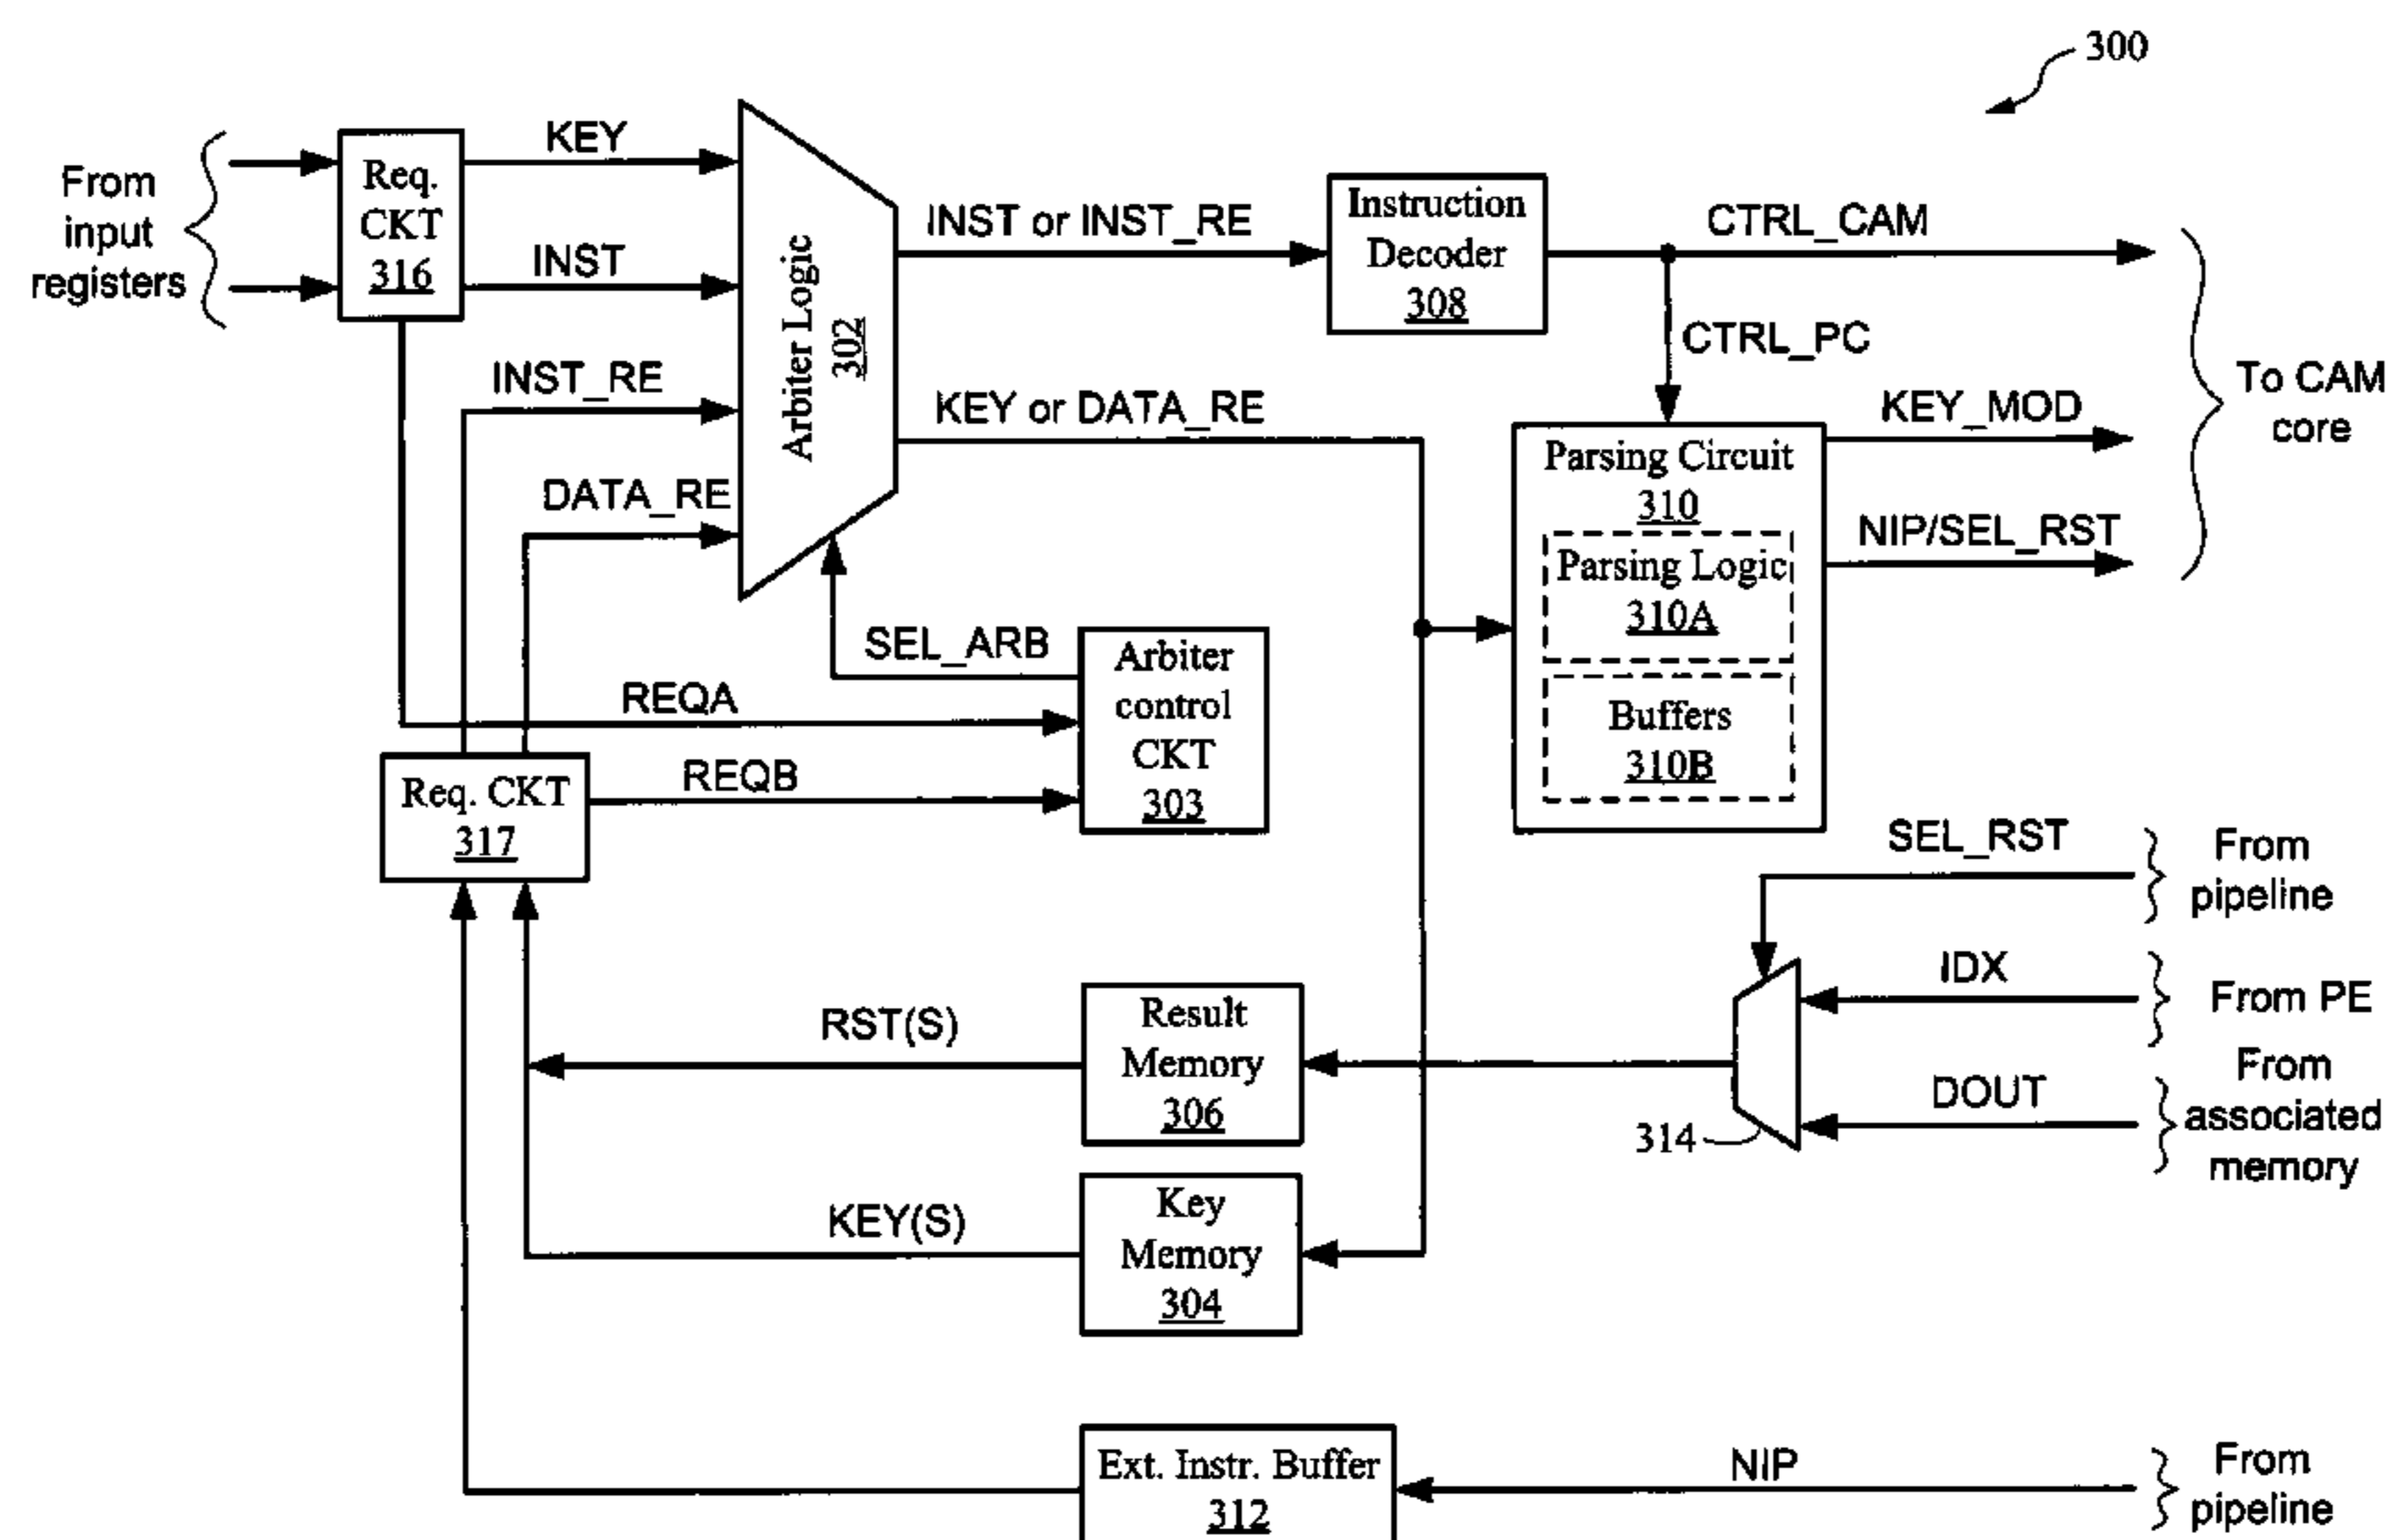 300
From
input
registers
Req.
CKT
316
KEY
INST
INST_RE
DATA_RE
Arbiter Logic
302
INST or INST_RE
KEY or DATA_RE
Instruction
Decoder
308
CTRL_CAM
CTRL_PC
KEY_MOD
NIP/SEL_RST
To CAM
core
Parsing Circuit
310
Parsing Logic
310A
Buffers
310B
SEL_ARB
REQA
REQB
Arbiter
control
CKT
303
Req. CKT
317
SEL_RST
From
pipeline
IDX
From PE
DOUT
From
associated
memory
314
RST(S)
Result
Memory
306
KEY(S)
Key
Memory
304
Ext. Instr. Buffer
312
NIP
From
pipeline